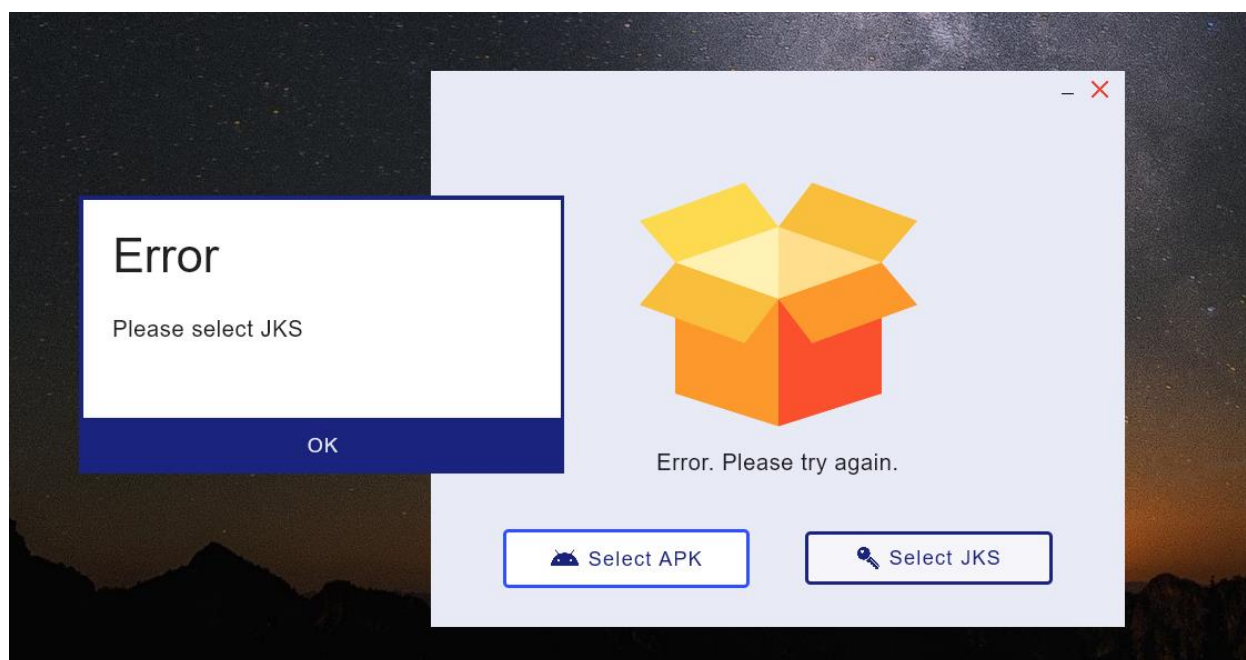 Error
Please select JKS
OK
Error. Please try again.
Select APK
Select JKS